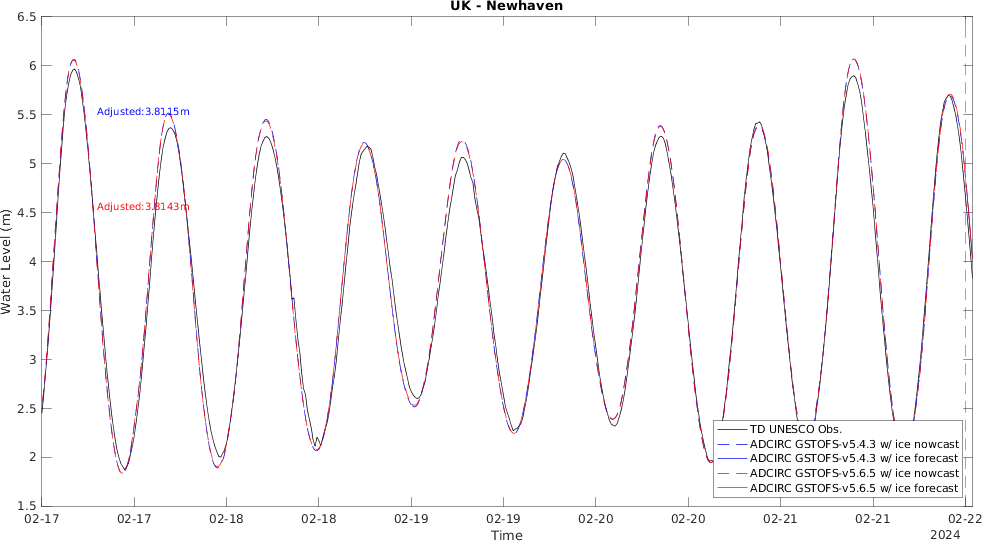 UK - Newhaven
6.5
6
5.5
5
4.5
4
3.5
3
2.5
2
1.5
Water Level (m)
Adjusted:3.8115m
Adjusted:3.8143m
TD UNESCO Obs.
ADCIRC GSTOFS-v5.4.3 w/ ice nowcast
ADCIRC GSTOFS-v5.4.3 w/ ice forecast
ADCIRC GSTOFS-v5.6.5 w/ ice nowcast
ADCIRC GSTOFS-v5.6.5 w/ ice forecast
02-17 02-17 02-18 02-18 02-19 02-19 02-20 02-20 02-21 02-21 02-22
2024
Time